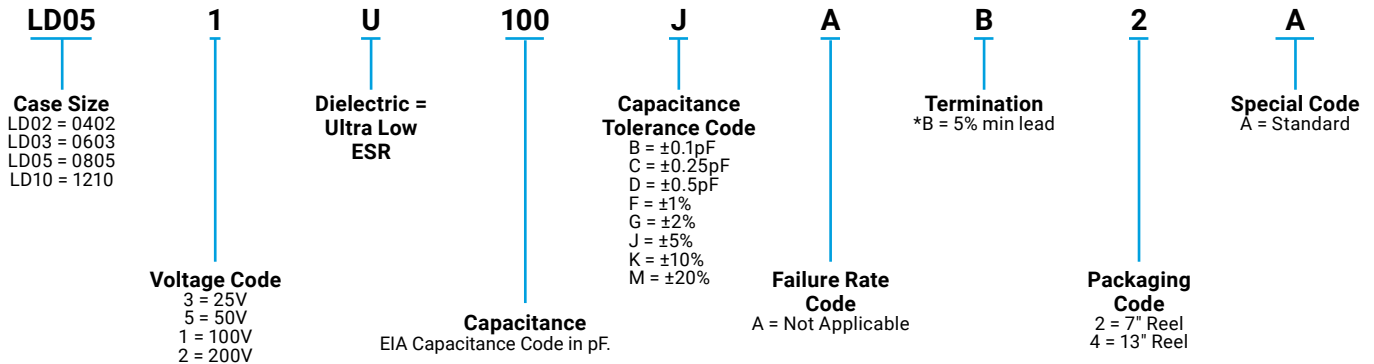 LD05 1 U 100 J A B 2 A
Case Size
LD02 = 0402
LD03 = 0603
LD05 = 0805
LD10 = 1210
Voltage Code
3 = 25V
5 = 50V
1 = 100V
2 = 200V
Dielectric =
Ultra Low
ESR
Capacitance
EIA Capacitance Code in pF.
Capacitance
Tolerance Code
B = ±0.1pF
C = ±0.25pF
D = ±0.5pF
F = ±1%
G = ±2%
J = ±5%
K = ±10%
M = ±20%
Failure Rate
Code
A = Not Applicable
Termination
*B = 5% min lead
Packaging
Code
2 = 7" Reel
4 = 13" Reel
Special Code
A = Standard